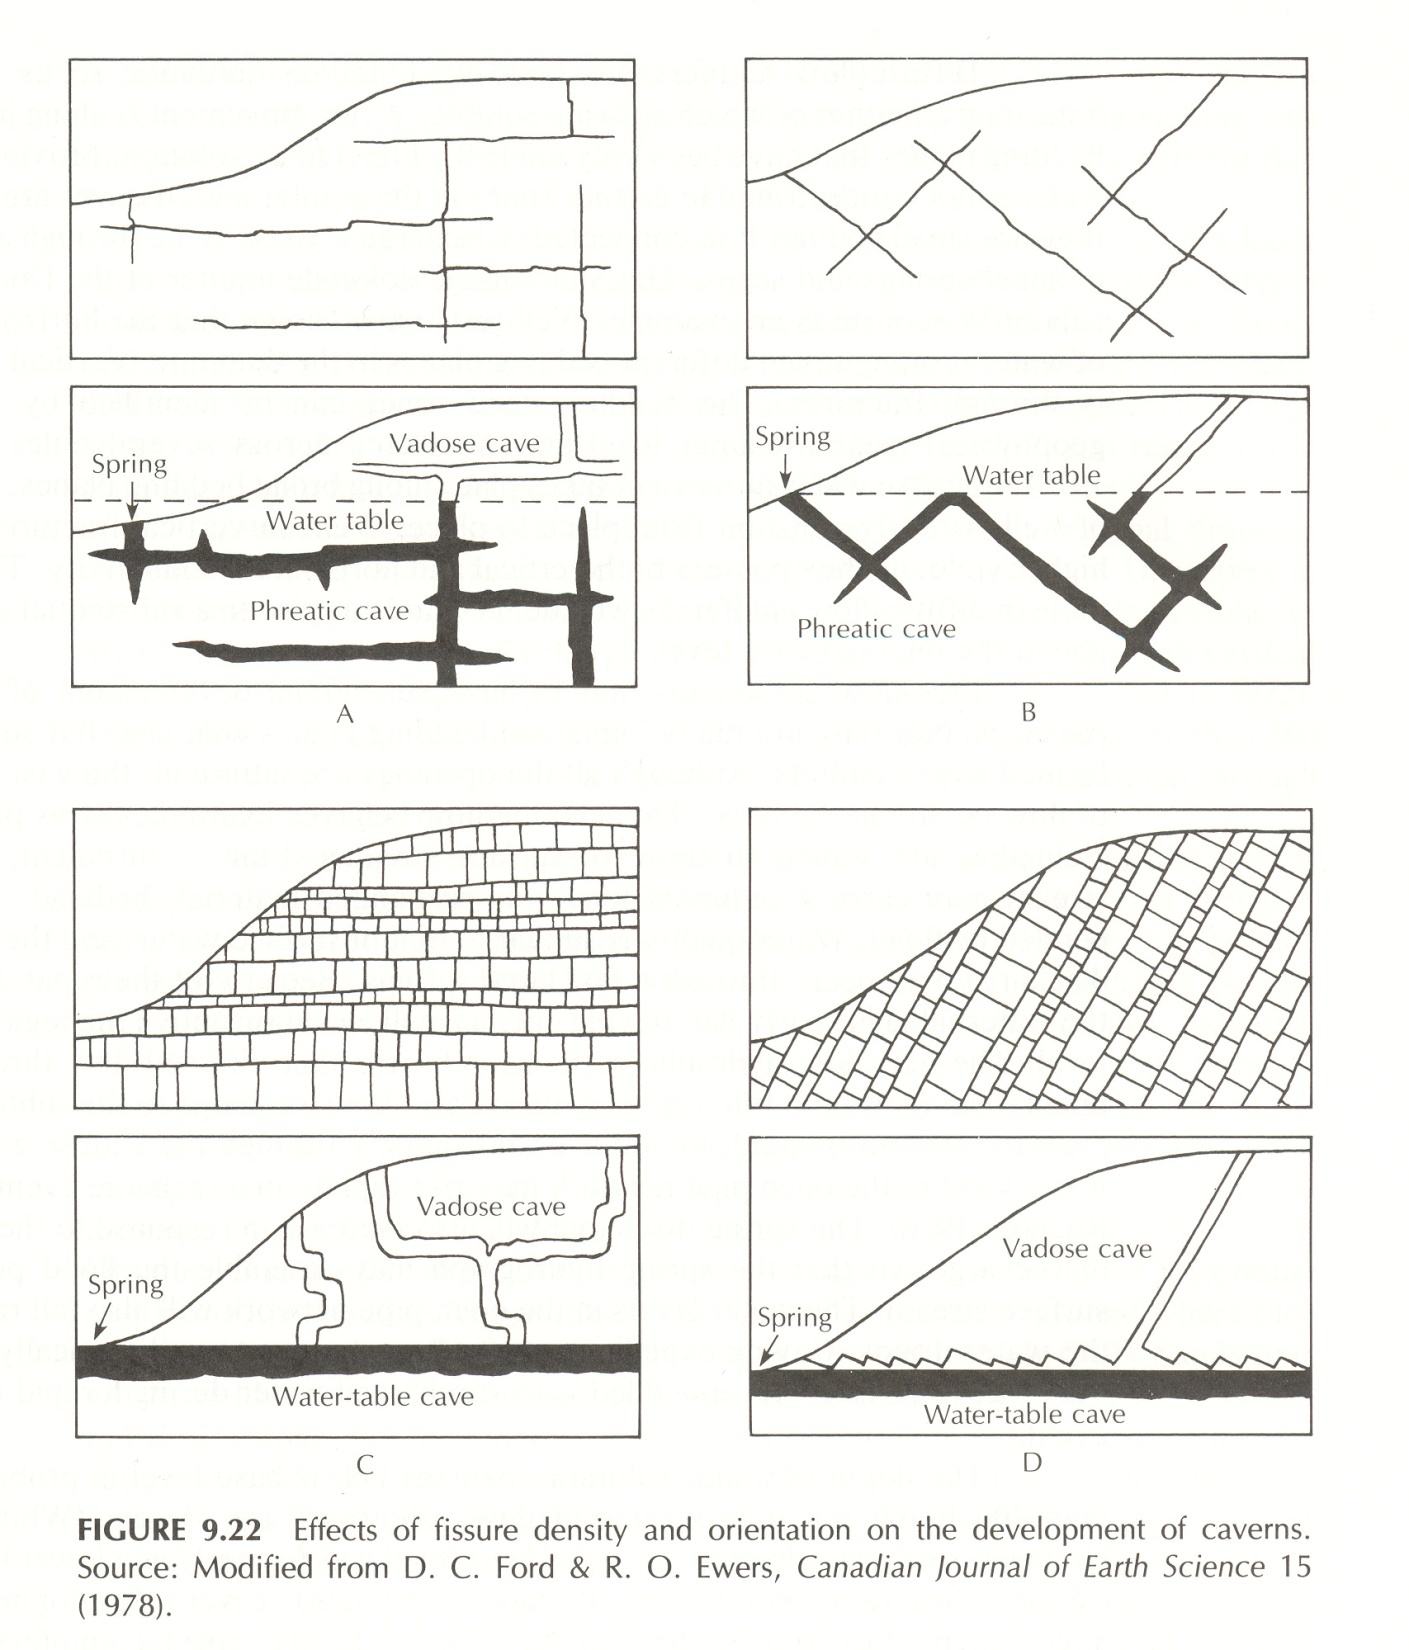 Spring
Vadose cave
Water table
Phreatic cave
A
Spring
Water table
Phreatic cave
B
Vadose cave
Spring
Water-table cave
C
Vadose cave
Spring
Water-table cave
D
FIGURE 9.22 Effects of fissure density and orientation on the development of caverns.
Source: Modified from D. C. Ford & R. O. Ewers, Canadian Journal of Earth Science 15
(1978).